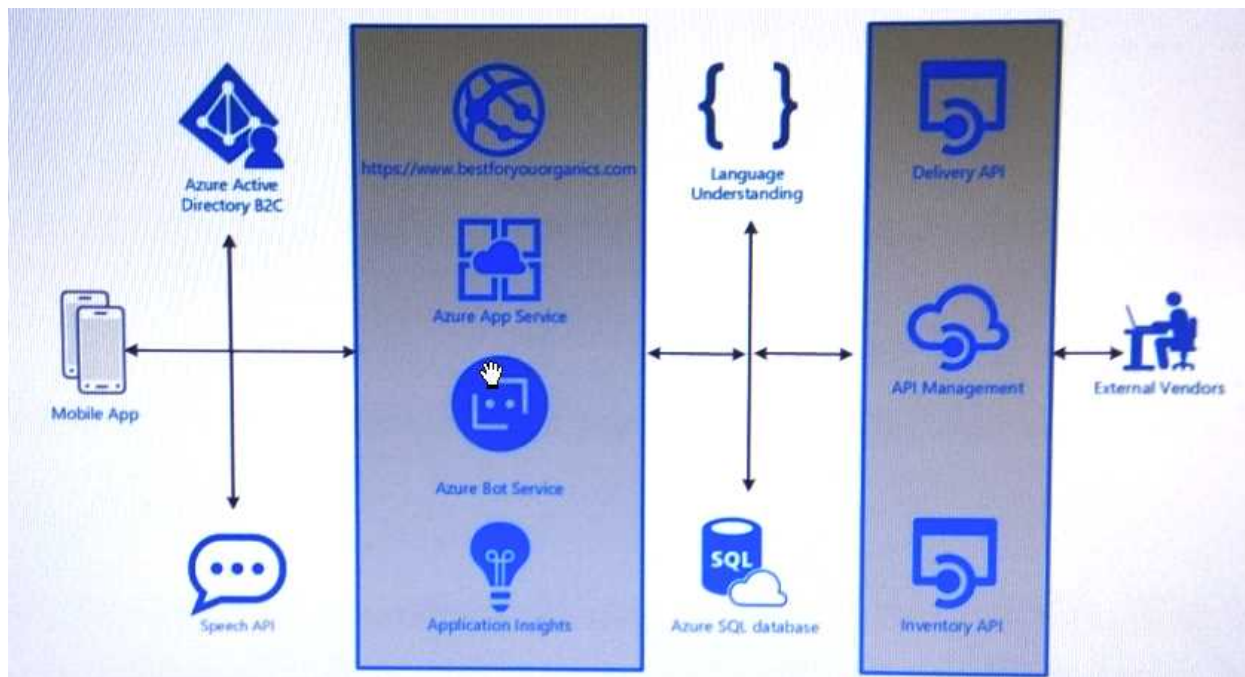 Azure Active
Directory B2C
https://www.bestforyouorganics.com
Language
Understanding
Delivery API
Azure App Service
Mobile App
API Management
External Vendors
Azure Bot Service
SQL
Speech API
Application Insights
Azure SQL database
Inventory API